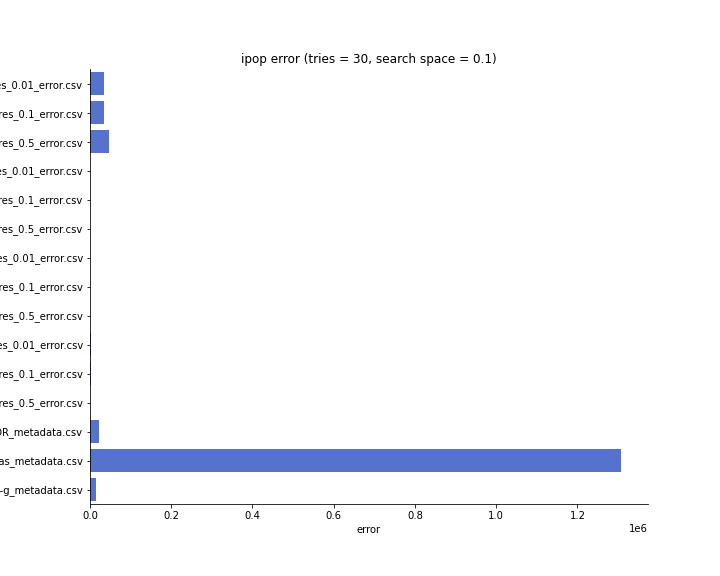 ipop error (tries = 30, search space = 0.1)
es_0.01_error.csv
res_0.1_error.csv
res_0.5_error.csv
es_0.01_error.csv
res_0.1_error.csv
res_0.5_error.csv
es_0.01_error.csv
res_0.1_error.csv
res_0.5_error.csv
es_0.01_error.csv
res_0.1_error.csv
res_0.5_error.csv
OR_metadata.csv
as_metadata.csv
-g_metadata.csv
0.0 0.2 0.4 0.6 0.8 1.0 1.2
1e6
error